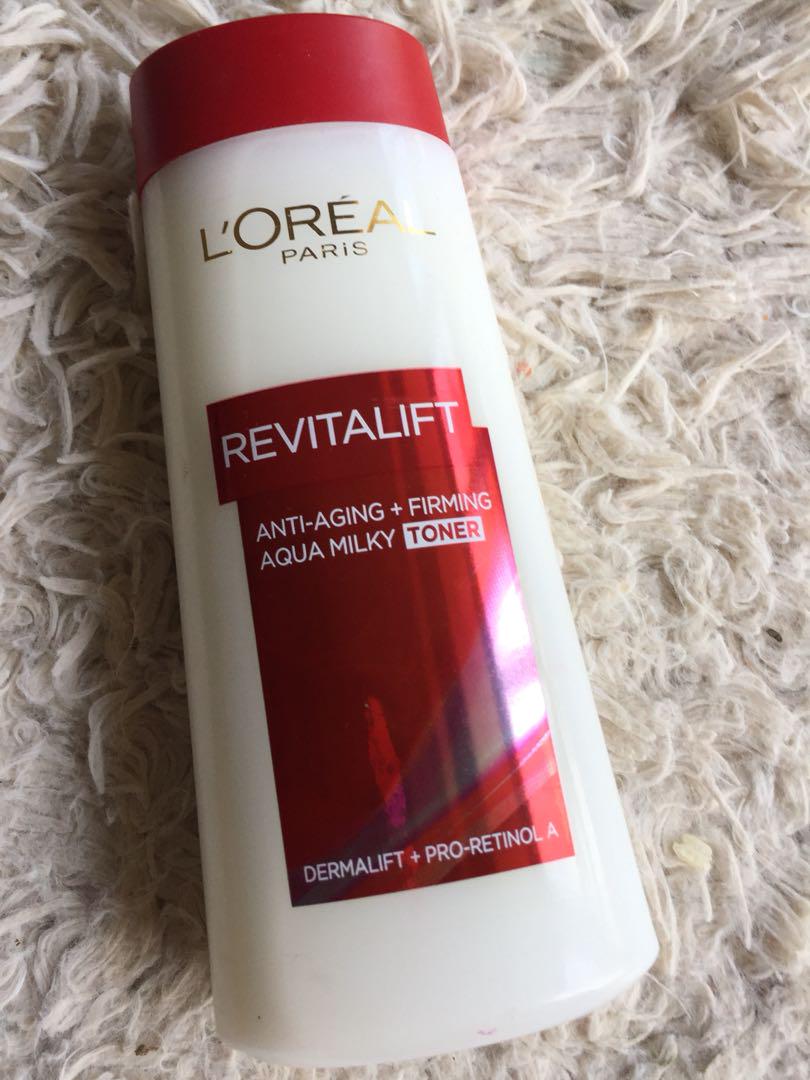 L'ORÉAL
PARiS
REVITALIFT
ANTI-AGING + FIRMING
AQUA MILKY TONER
DERMALIFT + PRO-RETINOL A